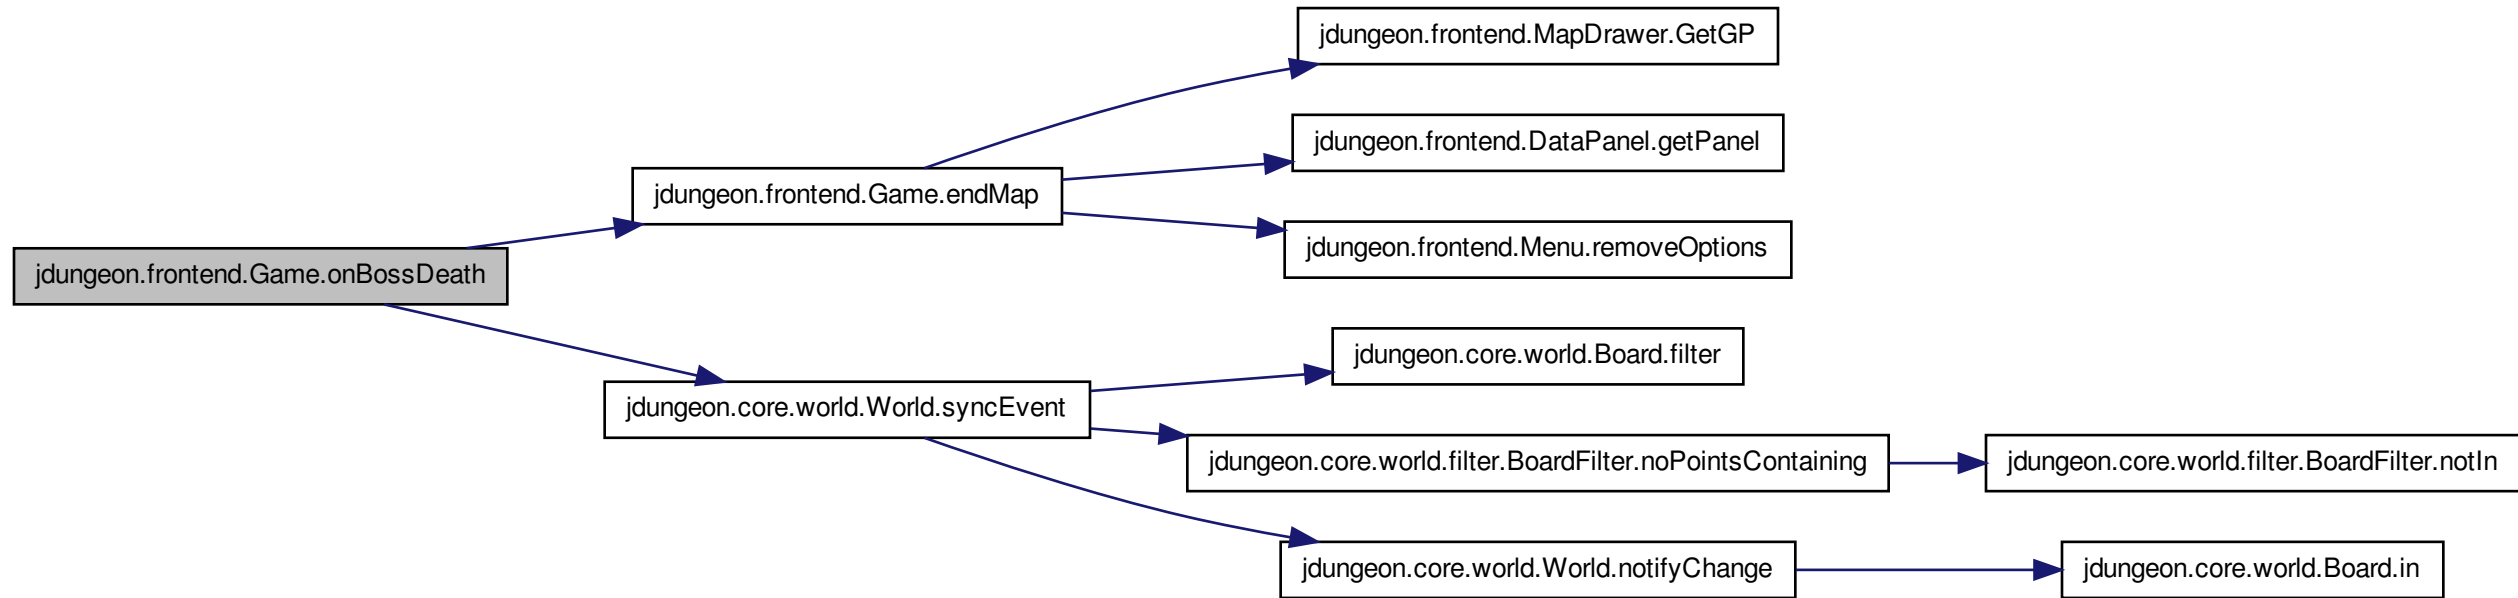 jdungeon.frontend.MapDrawer.GetGP
jdungeon.frontend.DataPanel.getPanel
jdungeon.frontend.Game.endMap
jdungeon.frontend.Menu.removeOptions
jdungeon.frontend.Game.onBossDeath
jdungeon.core.world.Board.filter
jdungeon.core.world.World.syncEvent
jdungeon.core.world.filter.BoardFilter.noPointsContaining
jdungeon.core.world.filter.BoardFilter.notIn
jdungeon.core.world.World.notifyChange
jdungeon.core.world.Board.in